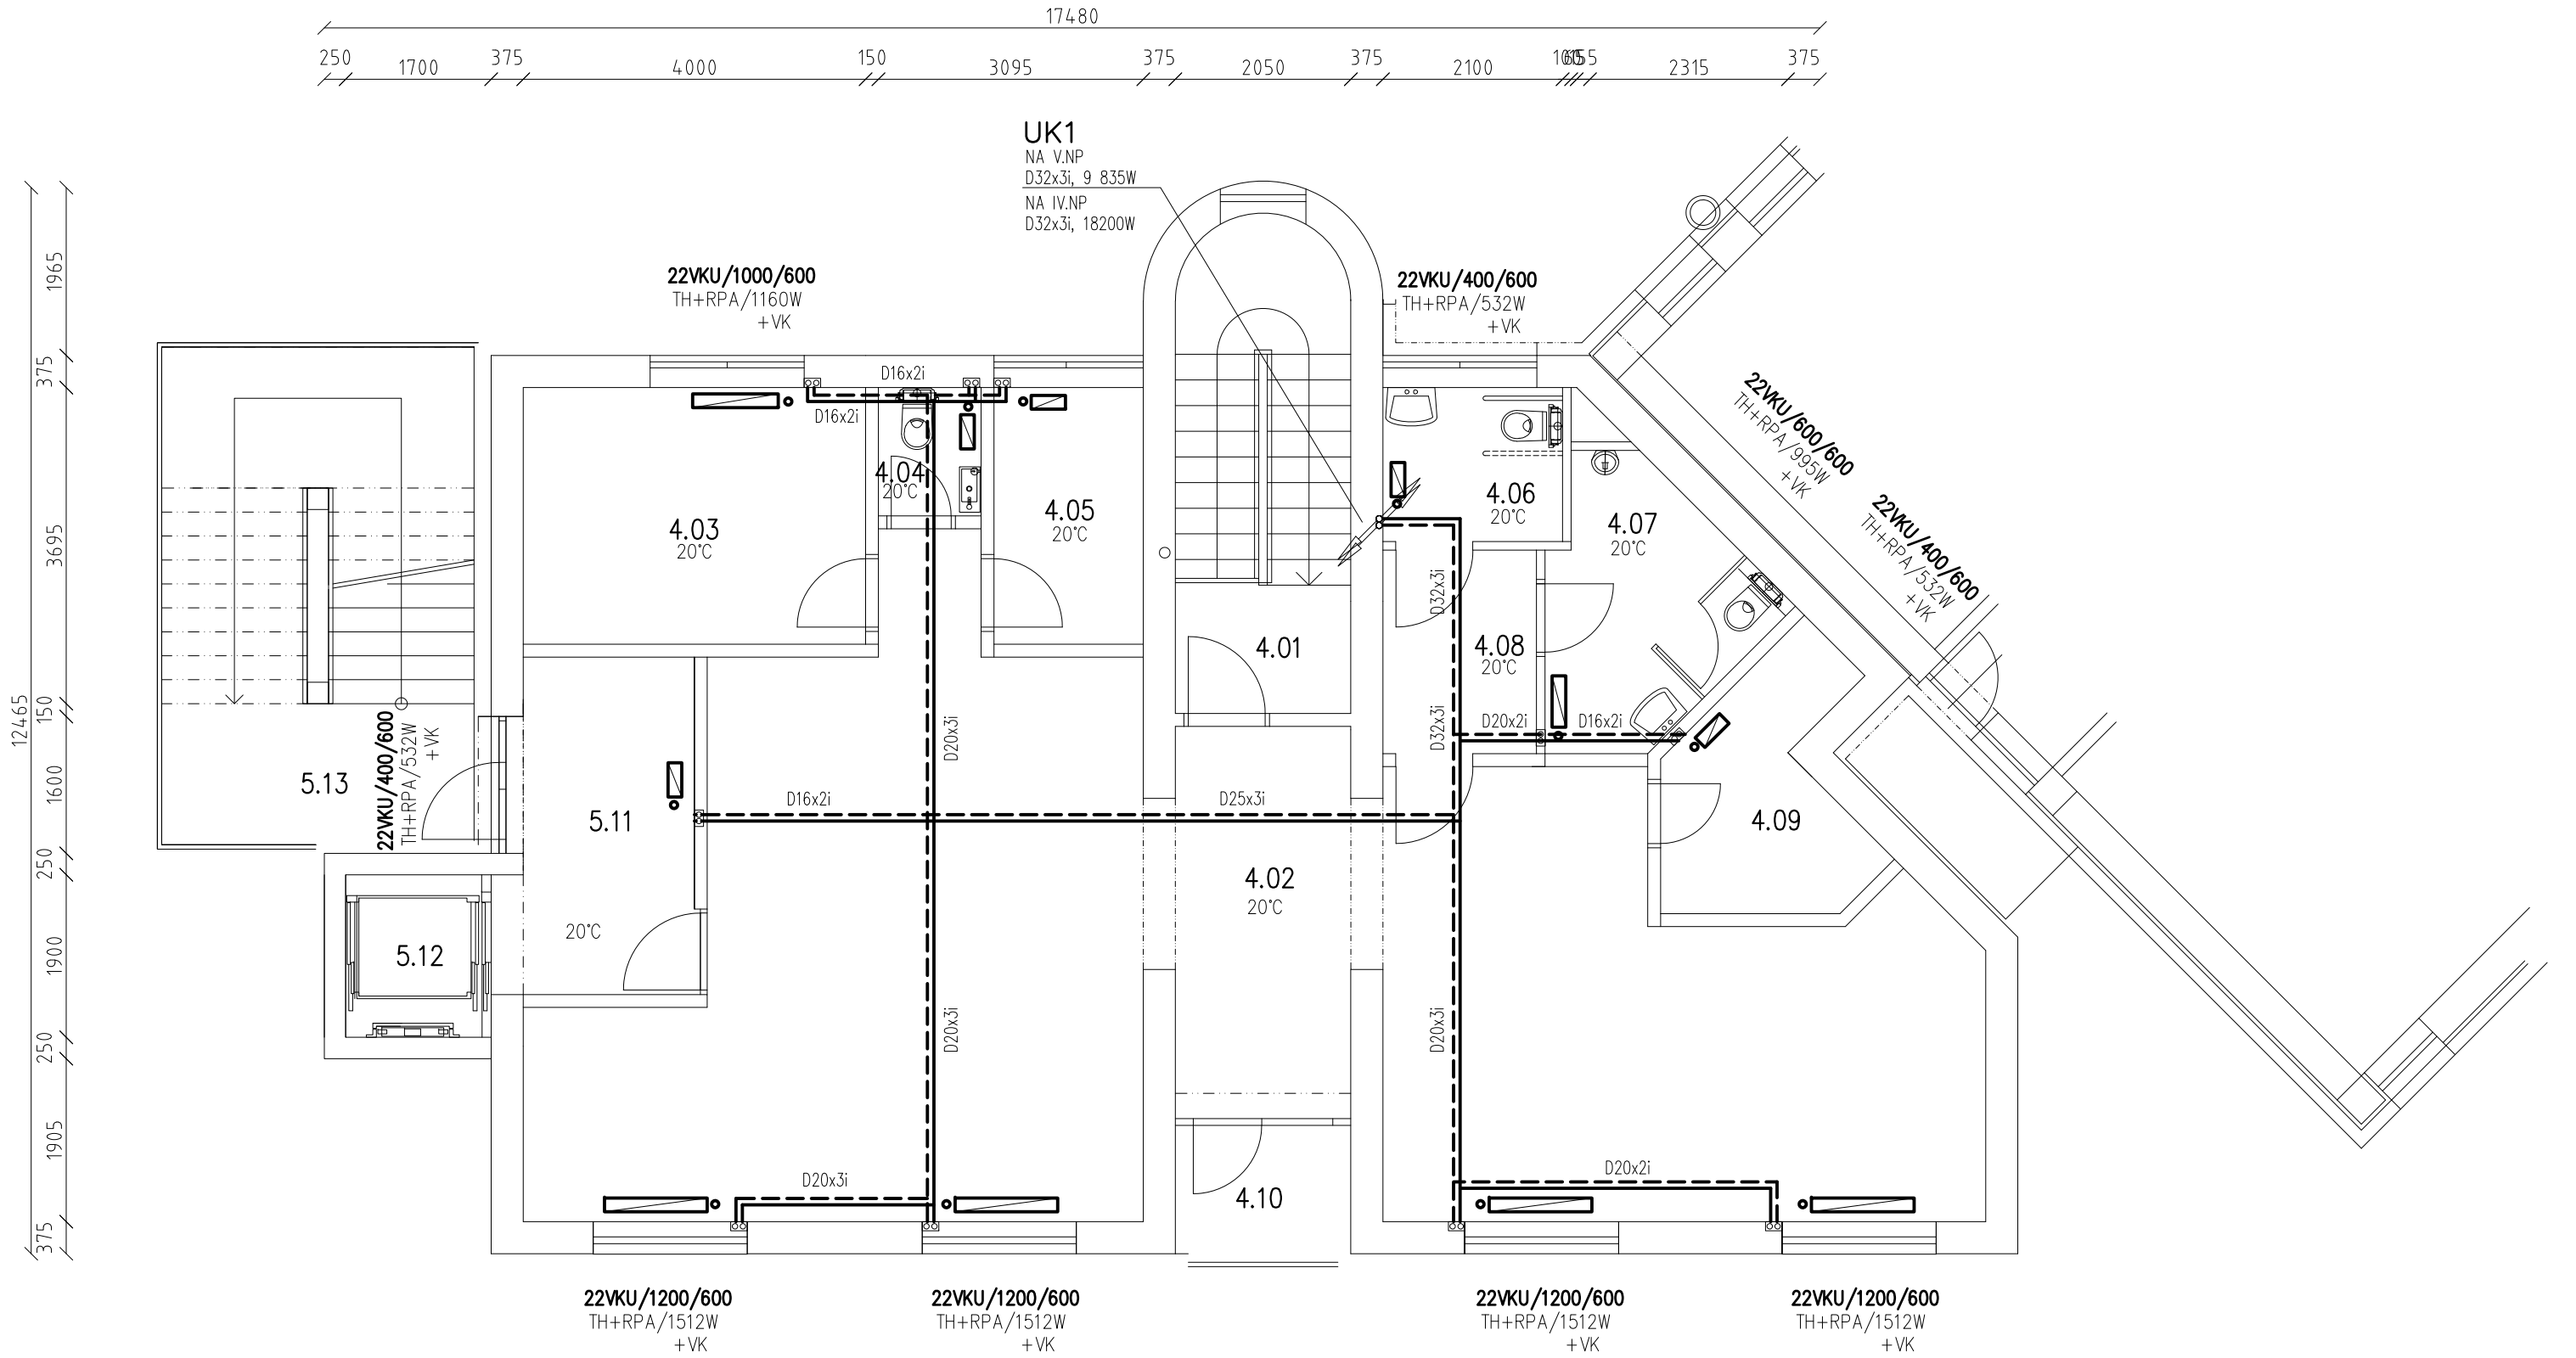 17480
250
1700
375
4000
150
3095
375
2050
375
2100
2315
375
UK1
NA V.NP
D32x3i, 9 835W
NA IV.NP
D32x3i, 18200W
22VKU/1000/600
TH+RPA/1160W
+VK
22VKU/400/600
TH+RPA/532W
+VK
22VKU/600/600
TH+RPA/995W
+VK
22VKU/400/600
TH+RPA/532W
+VK
12465
1965
375
3695
150
1600
250
1900
250
1905
375
D16x2i
D16x2i
4.03
20°C
4.04
20°C
4.05
20°C
4.06
20°C
4.07
20°C
4.01
4.08
20°C
D32x3i
D32x3i
D20x2i
D16x2i
D20x3i
5.13
22VKU/400/600
TH+RPA/532W
+VK
5.11
20°C
D16x2i
D25x3i
4.09
4.02
20°C
5.12
D20x3i
D20x3i
D20x3i
D20x2i
4.10
22VKU/1200/600
TH+RPA/1512W
+VK
22VKU/1200/600
TH+RPA/1512W
+VK
22VKU/1200/600
TH+RPA/1512W
+VK
22VKU/1200/600
TH+RPA/1512W
+VK